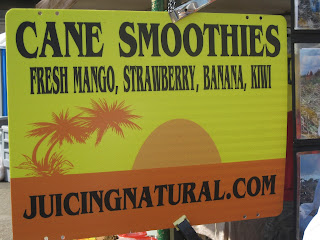 CANE SMOOTHIES
FRESH MANGO, STRAWBERRY, BANANA, KIWI
JUICINGNATURAL.COM